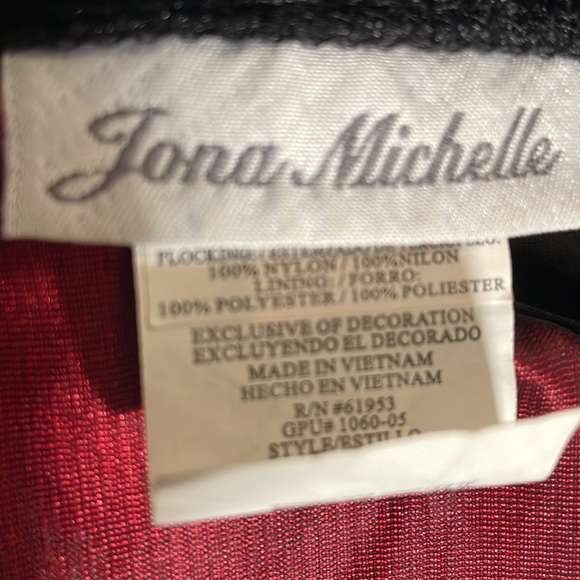 Jona Michelle
FLOCKING:/
100% NYLON / 100%NILON
LINING:/FORRO:
100% POLYESTER / 100% POLIESTER
EXCLUSIVE OF DECORATION
EXCLUYENDO EL DECORADO
MADE IN VIETNAM
HECHO EN VIETNAM
R/N #61953
GPU# 1060-05
STYLE/ESTILO